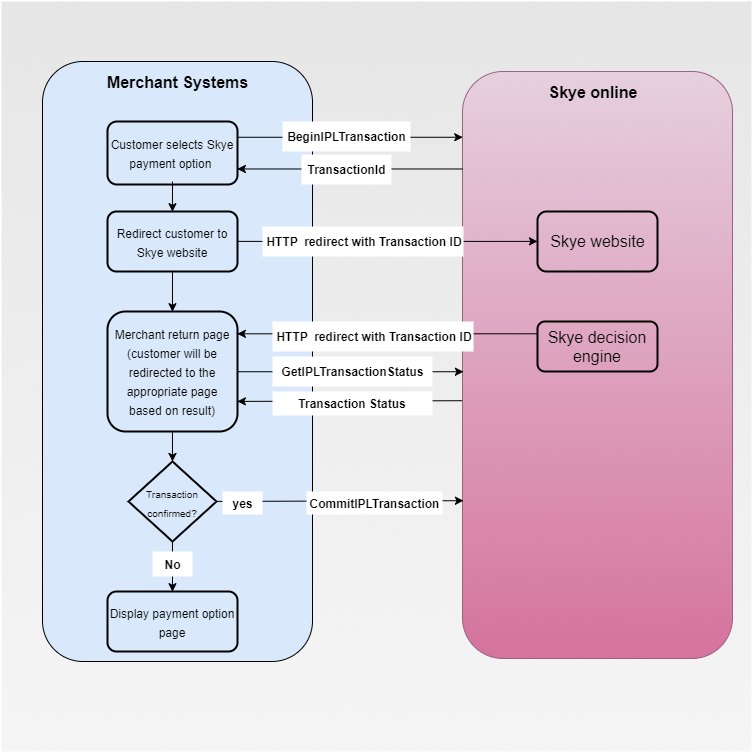 Merchant Systems
Skye online
Customer selects Skye
payment option
BeginIPLTransaction
TransactionId
Redirect customer to
Skye website
HTTP redirect with Transaction ID
Skye website
Merchant return page
(customer will be
redirected to the
appropriate page
based on result)
HTTP redirect with Transaction ID
Skye decision
engine
GetIPLTransactionStatus
Transaction Status
Transaction
confirmed?
yes
CommitIPLTransaction
No
Display payment option
page